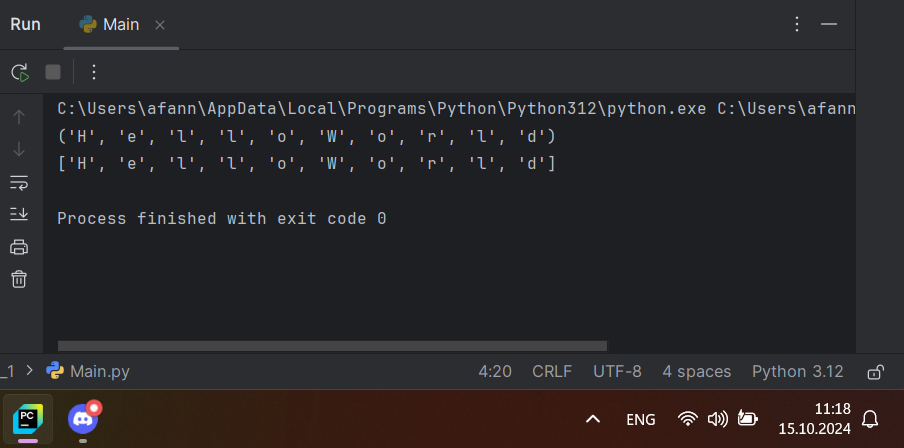 Run Main
C:\Users\afann\AppData\Local\Programs\Python\Python312\python.exe C:\Users\afann
('H', 'e', 'l', 'l', 'o', 'W', 'o', 'r', 'l', 'd')
['H', 'e', 'l', 'l', 'o', 'W', 'o', 'r', 'l', 'd']
Process finished with exit code 0
_1 > Main.py 4:20 CRLF UTF-8 4 spaces Python 3.12
PC ENG 11:18
15.10.2024